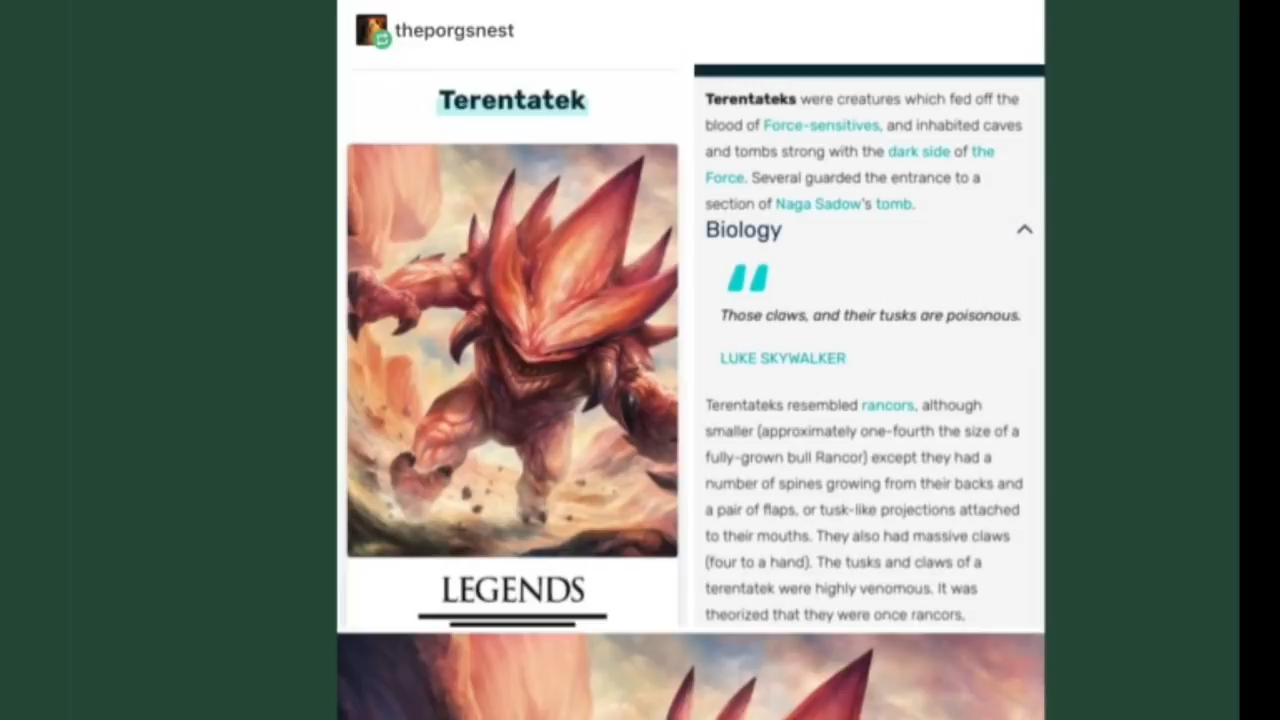 theporgsnest
Terentatek
LEGENDS
Terentateks were creatures which fed off the
blood of Force-sensitives, and inhabited caves
and tombs strong with the dark side of the
Force. Several guarded the entrance to a
section of Naga Sadow's tomb.
Biology
Those claws, and their tusks are poisonous.
LUKE SKYWALKER
Terentateks resembled rancors, although
smaller (approximately one-fourth the size of a
fully-grown bull Rancor) except they had a
number of spines growing from their backs and
a pair of flaps, or tusk-like projections attached
to their mouths. They also had massive claws
(four to a hand). The tusks and claws of a
terentatek were highly venomous. It was
theorized that they were once rancors,